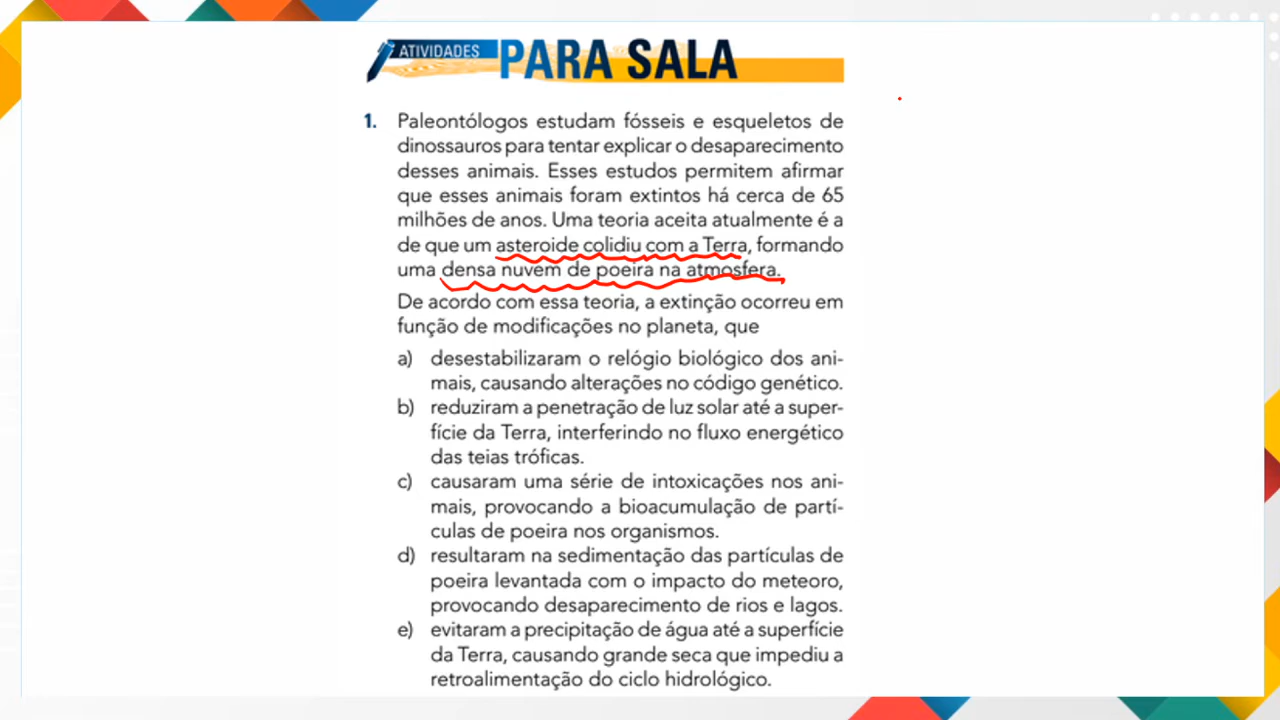 ATIVIDADES PARA SALA
1. Paleontólogos estudam fósseis e esqueletos de
dinossauros para tentar explicar o desaparecimento
desses animais. Esses estudos permitem afirmar
que esses animais foram extintos há cerca de 65
milhões de anos. Uma teoria aceita atualmente é a
de que um asteroide colidiu com a Terra, formando
uma densa nuvem de poeira na atmosfera.
De acordo com essa teoria, a extinção ocorreu em
função de modificações no planeta, que
a) desestabilizaram o relógio biológico dos ani-
mais, causando alterações no código genético.
b) reduziram a penetração de luz solar até a super-
fície da Terra, interferindo no fluxo energético
das teias tróficas.
c) causaram uma série de intoxicações nos ani-
mais, provocando a bioacumulação de partí-
culas de poeira nos organismos.
d) resultaram na sedimentação das partículas de
poeira levantada com o impacto do meteoro,
provocando desaparecimento de rios e lagos.
e) evitaram a precipitação de água até a superfície
da Terra, causando grande seca que impediu a
retroalimentação do ciclo hidrológico.